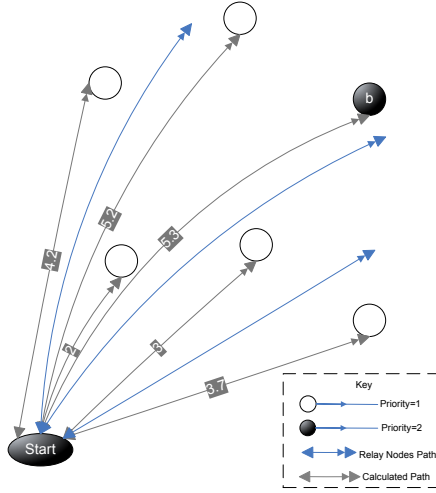 b
5.2
5.3
4.2
2
3
3.7
Start
Key
Priority=1
Priority=2
Relay Nodes Path
Calculated Path